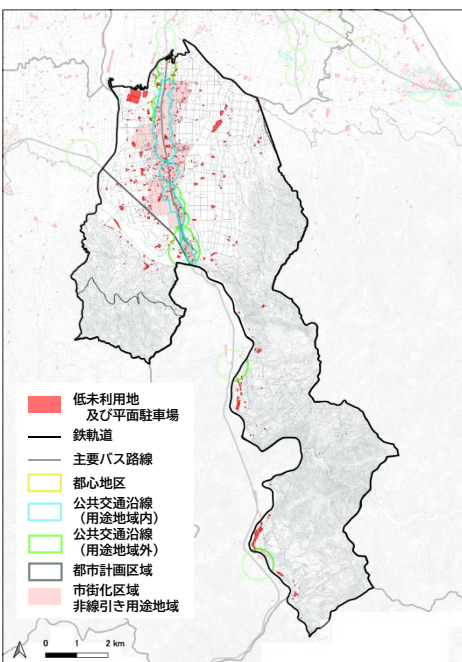 低未利用地
及び平面駐車場
鉄軌道
主要バス路線
都心地区
公共交通沿線
(用途地域内)
公共交通沿線
(用途地域外)
都市計画区域
市街化区域
非線引き用途地域
0 1 2 km